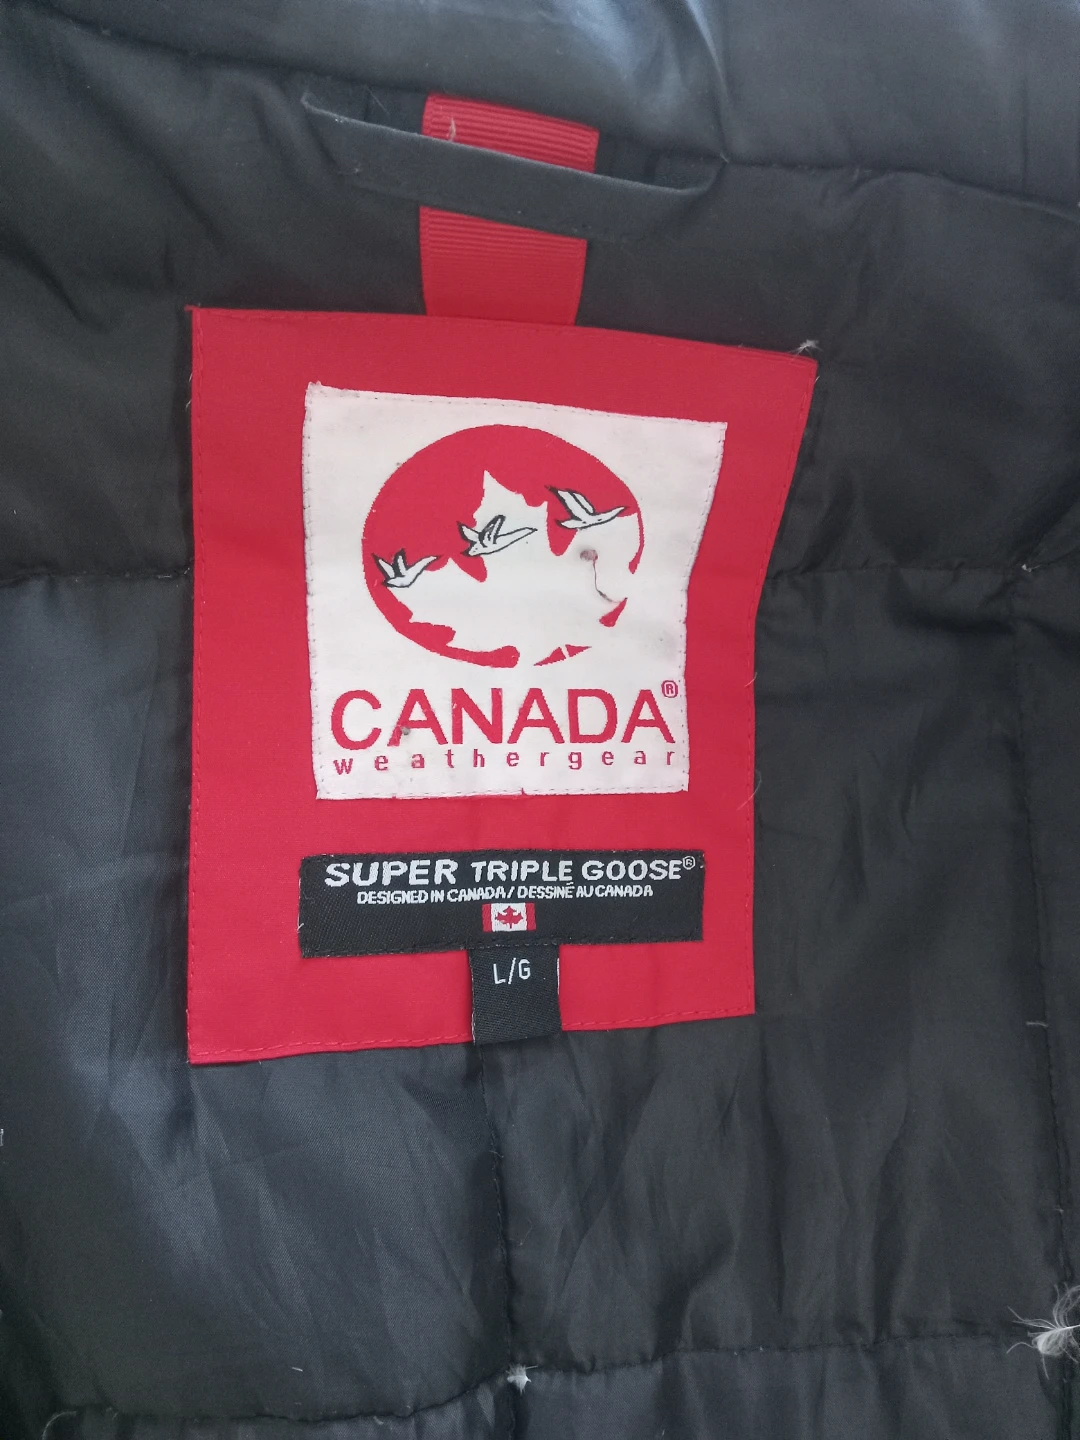 CANADA®
weathergear
SUPER TRIPLE GOOSE®
DESIGNED IN CANADA / DESSINÉ AU CANADA
L/G